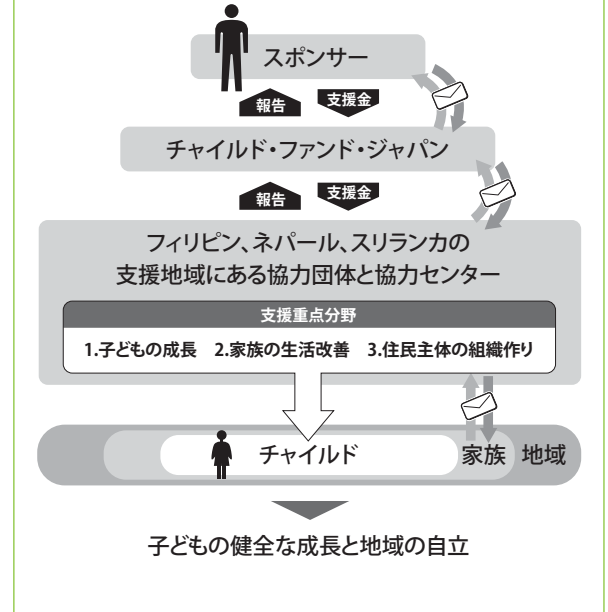 スポンサー
報告 支援金
チャイルド・ファンド・ジャパン
報告 支援金
フィリピン、ネパール、スリランカの
支援地域にある協力団体と協力センター
支援重点分野
1.子どもの成長 2.家族の生活改善 3.住民主体の組織作り
チャイルド 家族 地域
子どもの健全な成長と地域の自立